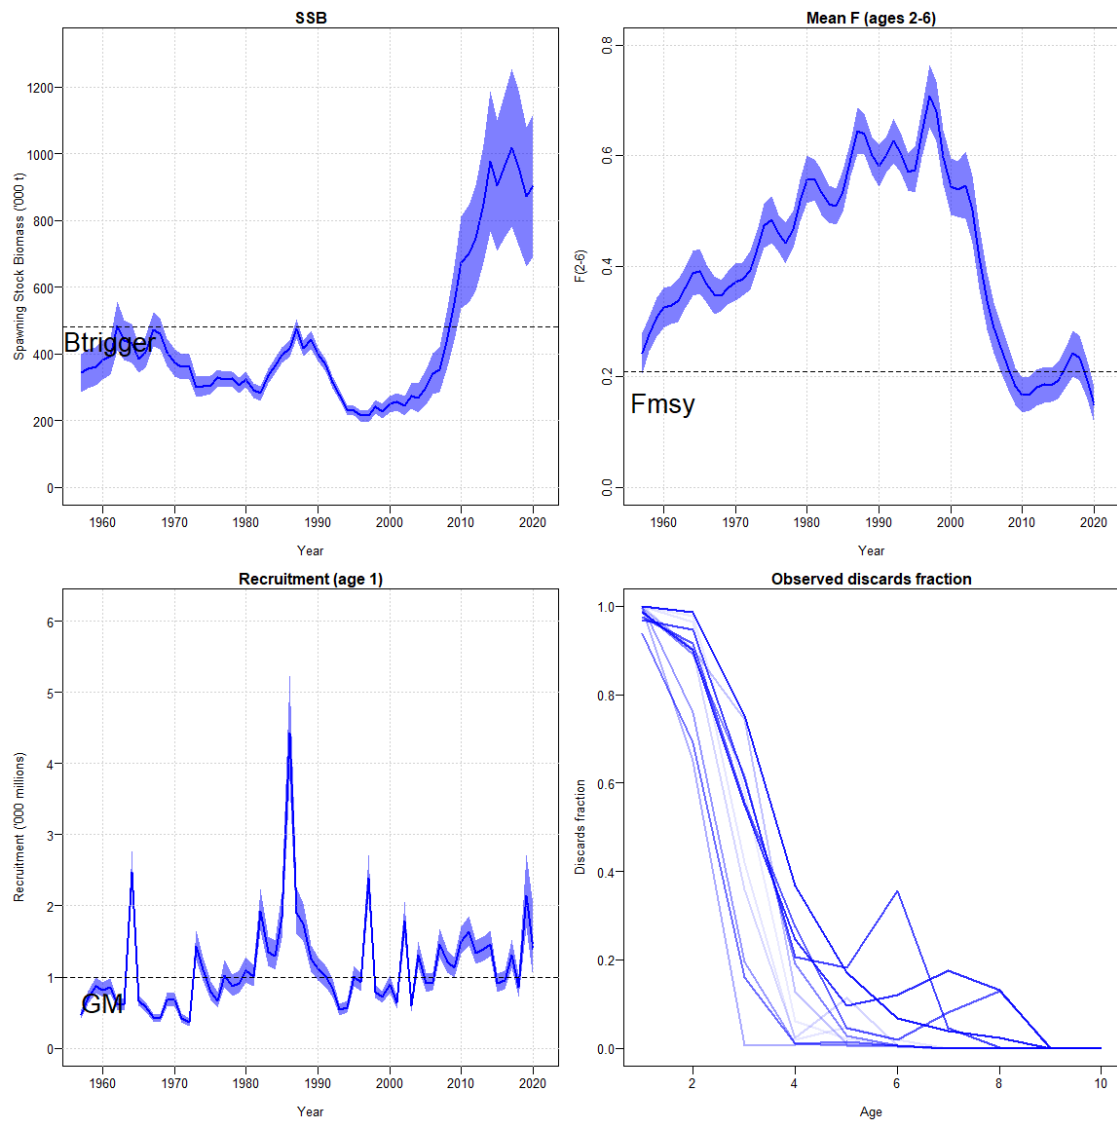 SSB
Spawning Stock Biomass ('000 t)
1200
1000
800
600
400
200
0
Btrigger
1960 1970 1980 1990 2000 2010 2020
Year
Mean F (ages 2-6)
F(2-6)
0.8
0.6
0.4
0.2
0.0
Fmsy
1960 1970 1980 1990 2000 2010 2020
Year
Recruitment (age 1)
Recruitment ('000 millions)
6
5
4
3
2
1
0
GM
1960 1970 1980 1990 2000 2010 2020
Year
Observed discards fraction
Discards fraction
1.0
0.8
0.6
0.4
0.2
0.0
2 4 6 8 10
Age